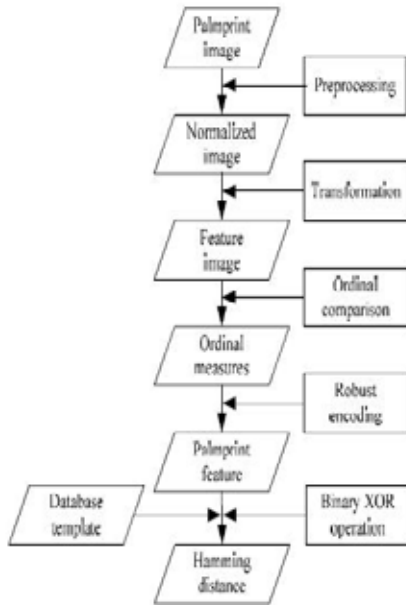 Palmprint
image
Preprocessing
Normalized
image
Transformation
Feature
image
Ordinal
comparison
Ordinal
measures
Robust
encoding
Palmprint
feature
Database
template
Binary XOR
operation
Hamming
distance